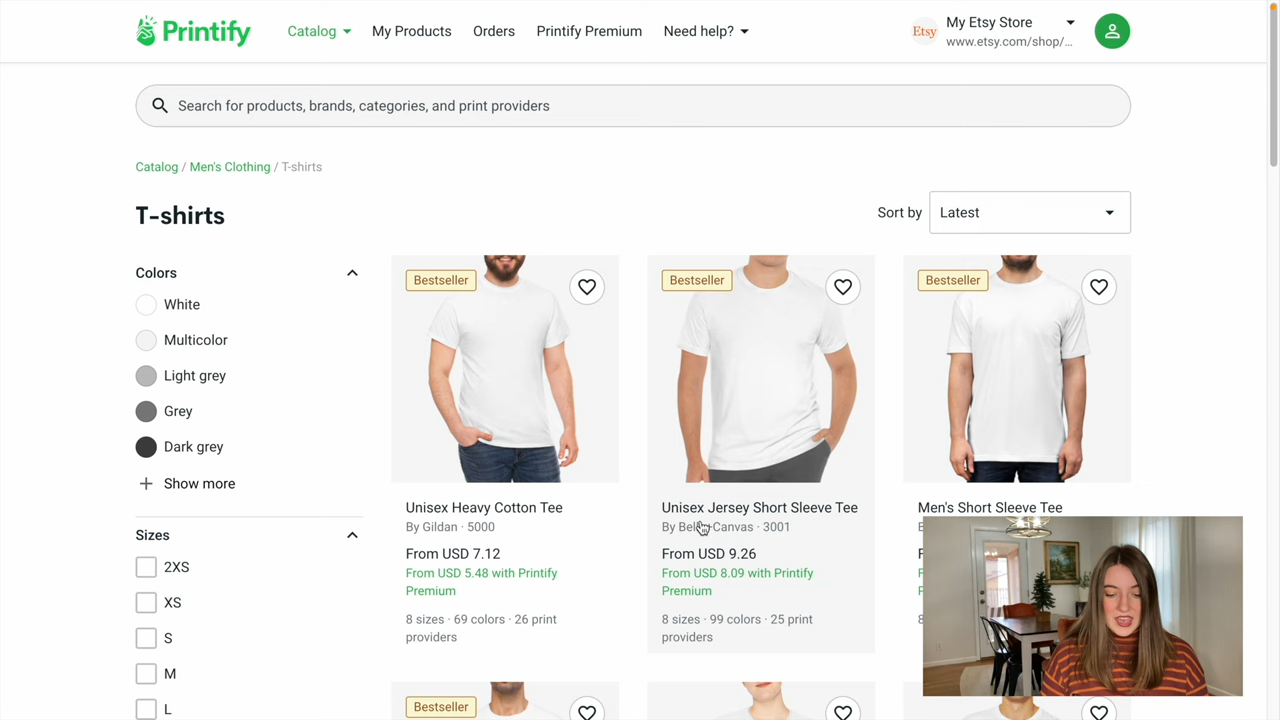 Printify
Catalog
My Products
Orders
Printify Premium
Need help?
Etsy
My Etsy Store
www.etsy.com/shop/...
Search for products, brands, categories, and print providers
Catalog / Men's Clothing / T-shirts
T-shirts
Sort by
Latest
Colors
White
Multicolor
Light grey
Grey
Dark grey
Show more
Sizes
2XS
XS
S
M
L
Bestseller
Unisex Heavy Cotton Tee
By Gildan · 5000
From USD 7.12
From USD 5.48 with Printify
Premium
8 sizes · 69 colors · 26 print
providers
Bestseller
Unisex Jersey Short Sleeve Tee
By Canvas · 3001
From USD 9.26
From USD 8.09 with Printify
Premium
8 sizes · 99 colors · 25 print
providers
Bestseller
Men's Short Sleeve Tee
8
Bestseller